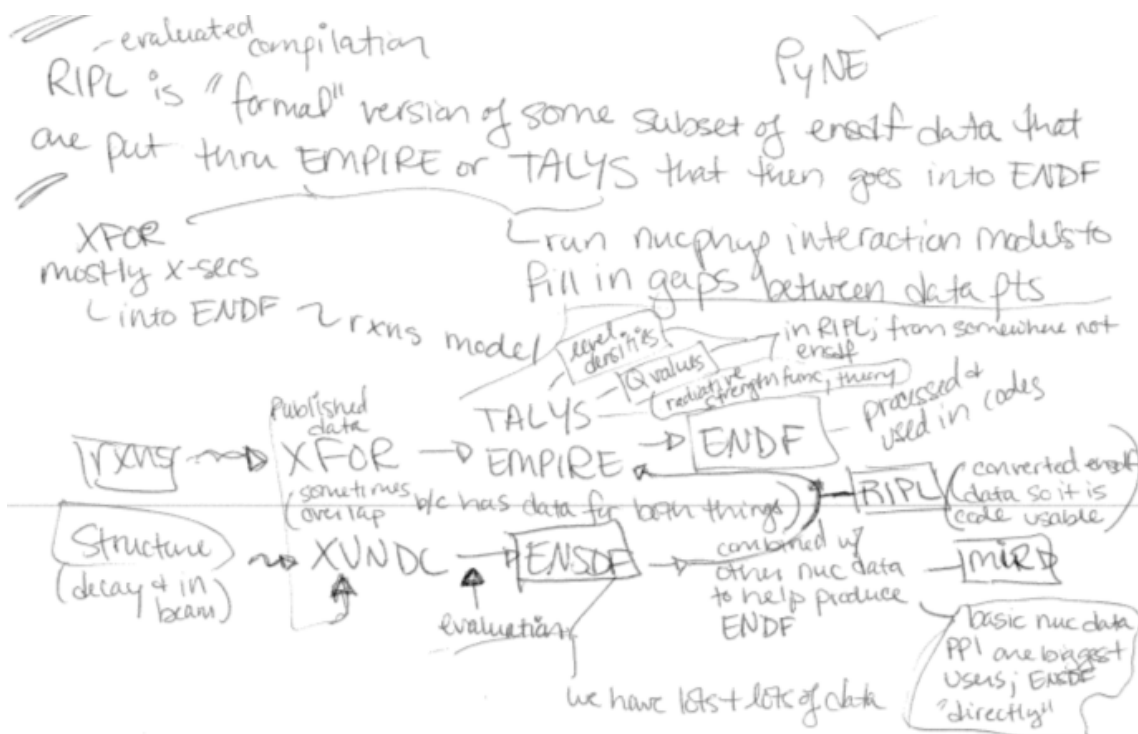 -evaluated compilation
PyNE
RIPL is "formal" version of some subset of ensdf data that
are put thru EMPIRE or TALYS that then goes into ENDF
XFOR
mostly x-secs
into ENDF
rxns model
run nucphys interaction models to
fill in gaps between data pts
level densities
Q values
radiative strength func, theory
in RIPL; from somewhere not
ensdf
Published
data
TALYS
processed &
used in codes
rxns
XFOR
EMPIRE
ENDF
(sometimes
overlap b/c has data for both things)
RIPL
(converted ensdf
data so it is
code usable)
Structure
(decay & in
beam)
XUNDC
ENSDF
evaluation
combined w/
other nuc data
to help produce
ENDF
MIRD
basic nuc data
ppl are biggest
users; ENSDF
"directly"
we have lots + lots of data